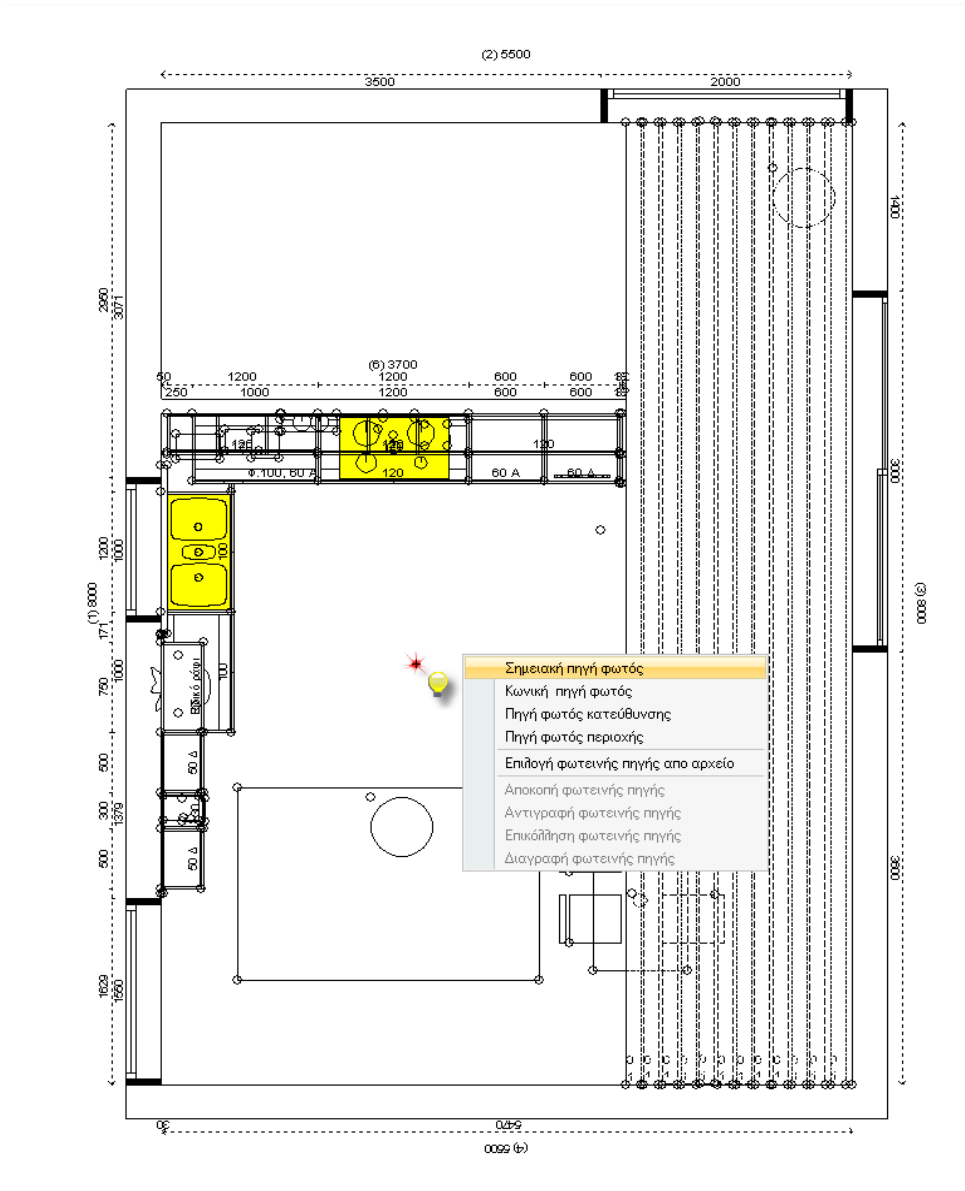 (2) 5500
3500 2000
1400
2950
3071
(6) 3700
50 1200 1200 600 600
250 1000 1200 600 600
120 120 120
Φ.100, 60 Δ 120 60 Α 60 Δ
3000
1200
1000
100
(1) 8000
(3) 8000
171
1000
750
100
Ειδικό ράφι
Σημειακή πηγή φωτός
Κωνική πηγή φωτός
Πηγή φωτός κατεύθυνσης
Πηγή φωτός περιοχής
Επιλογή φωτεινής πηγής απο αρχείο
Αποκοπή φωτεινής πηγής
Αντιγραφή φωτεινής πηγής
Επικόλληση φωτεινής πηγής
Διαγραφή φωτεινής πηγής
500
50 Δ
300
1379
500
50 Δ
3600
1629
1550
30 5470
(4) 5500